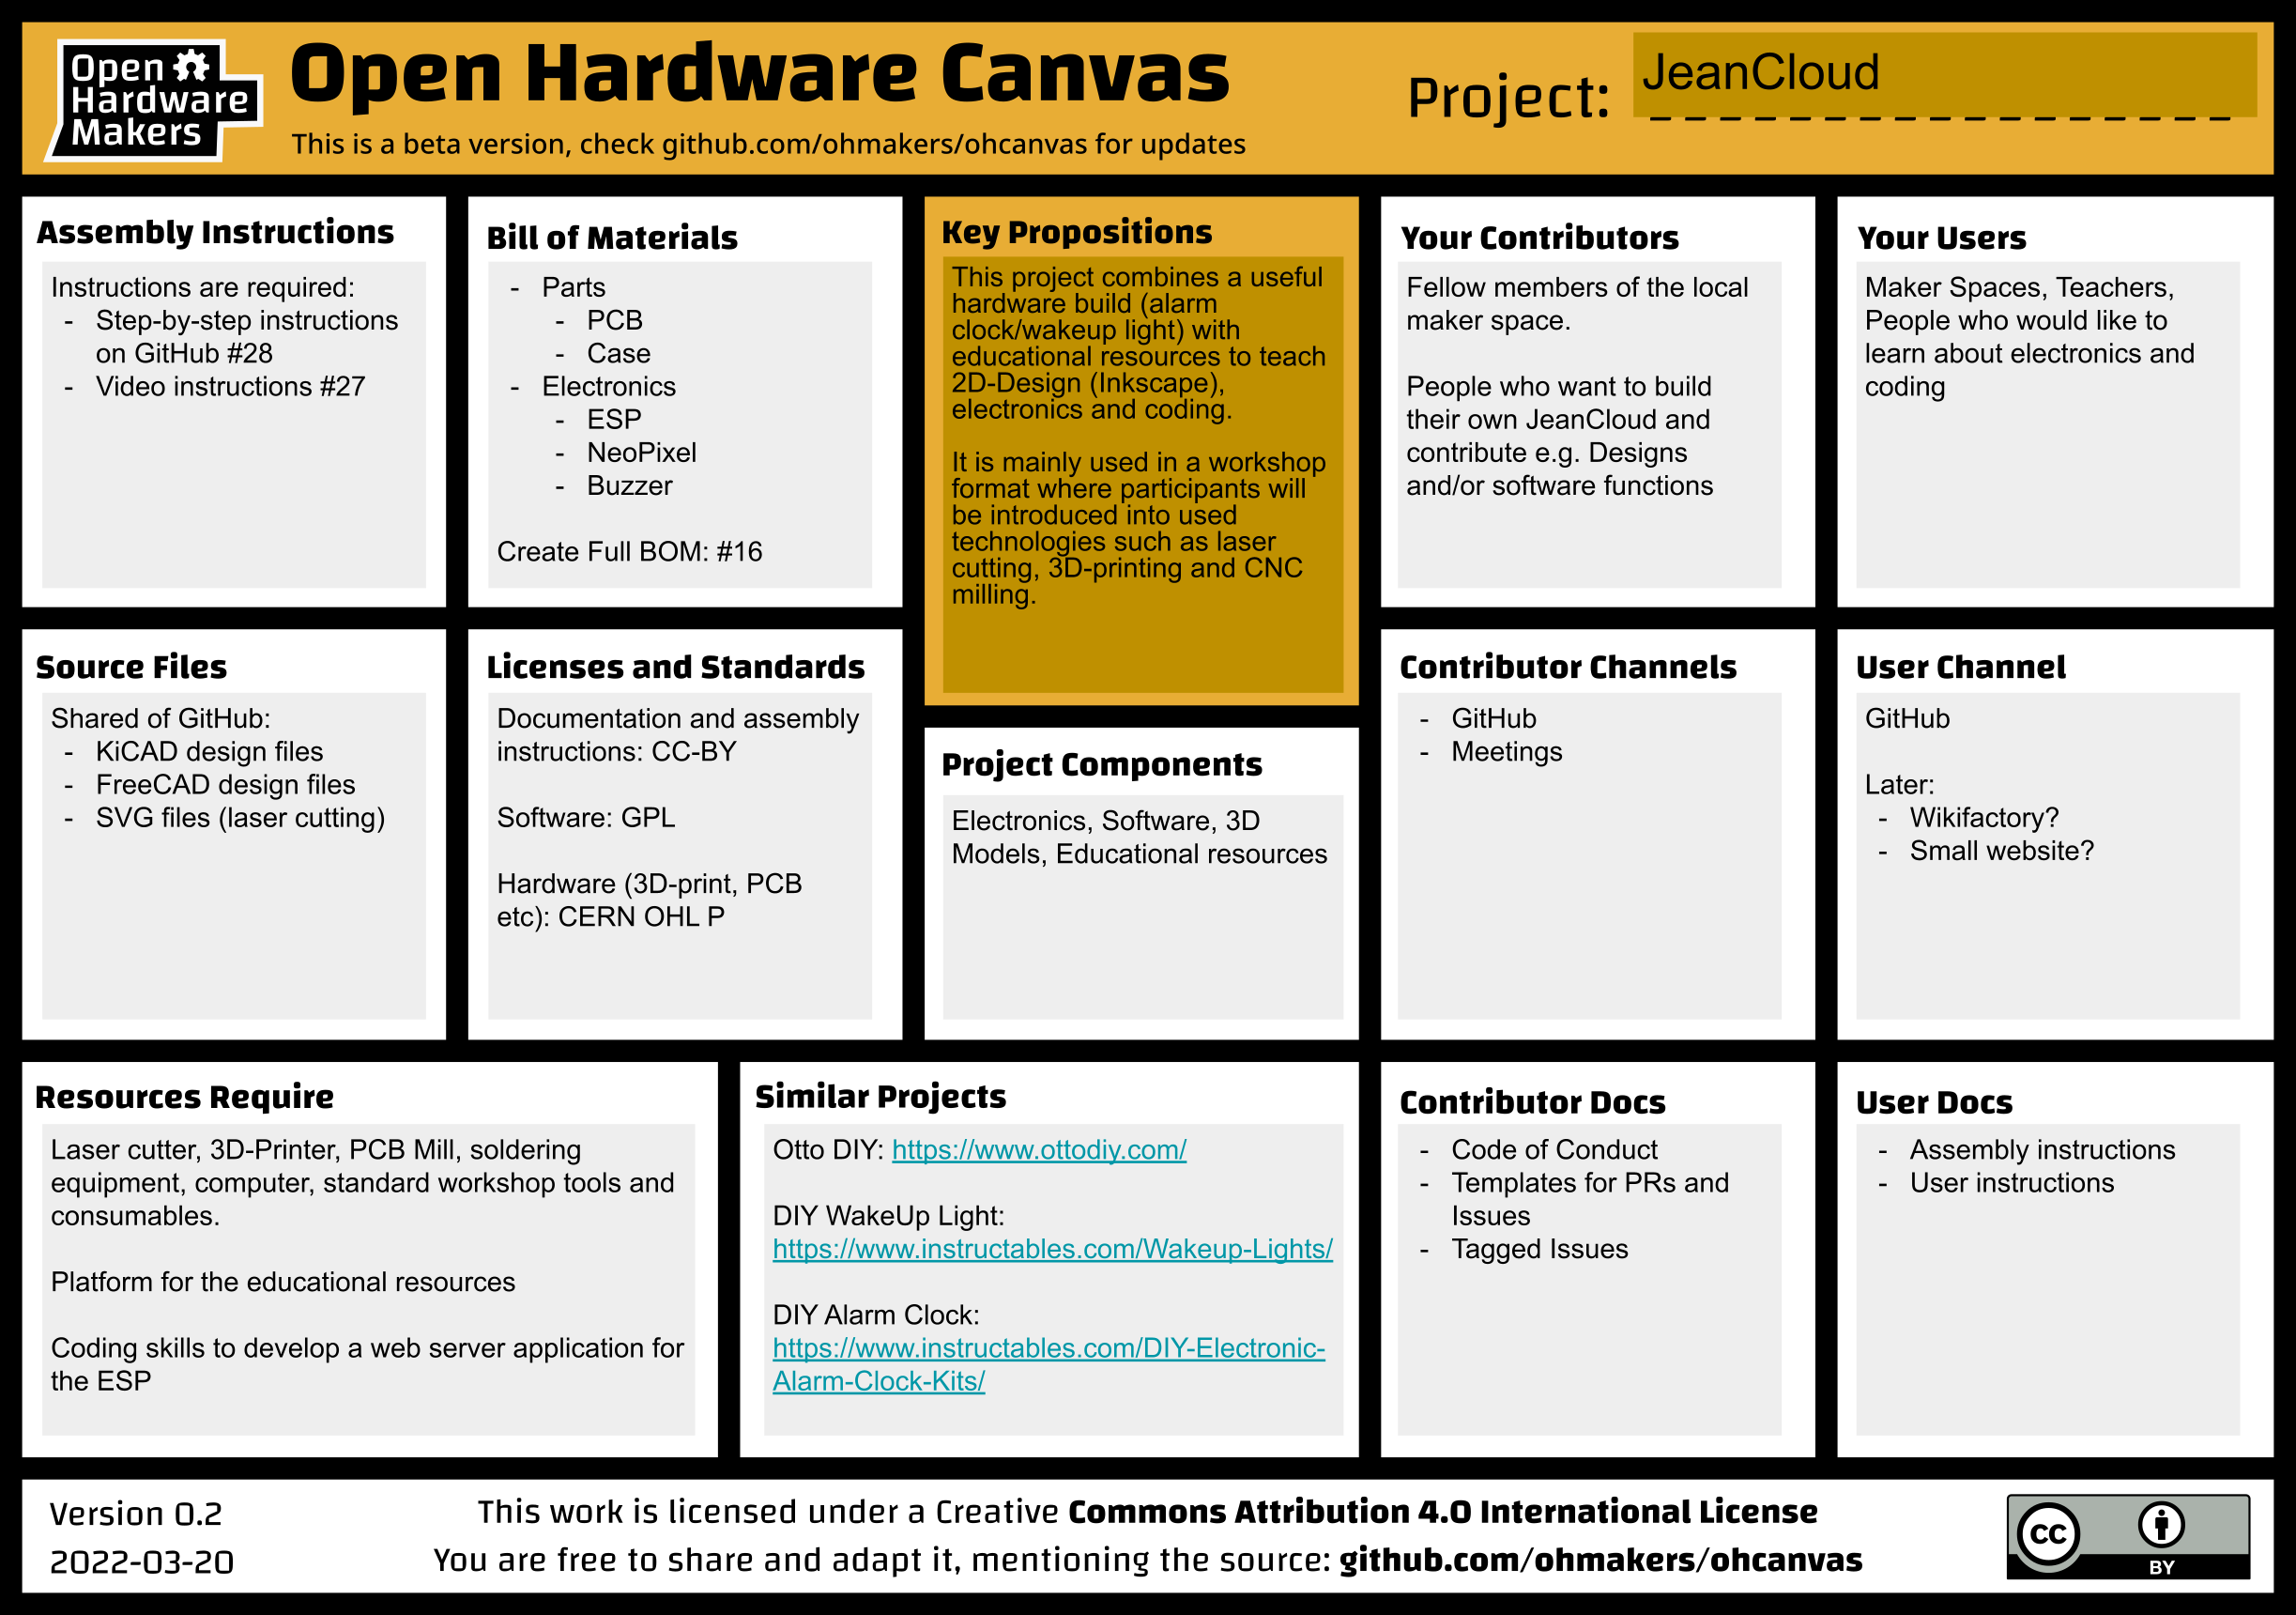 Open
Hardware
Makers
Open Hardware Canvas
This is a beta version, check github.com/ohmakers/ohcanvas for updates
Project:
JeanCloud
Assembly Instructions
Instructions are required:
- Step-by-step instructions
on GitHub #28
- Video instructions #27
Bill of Materials
- Parts
- PCB
- Case
- Electronics
- ESP
- NeoPixel
- Buzzer
Create Full BOM: #16
Key Propositions
This project combines a useful
hardware build (alarm
clock/wakeup light) with
educational resources to teach
2D-Design (Inkscape),
electronics and coding.
It is mainly used in a workshop
format where participants will
be introduced into used
technologies such as laser
cutting, 3D-printing and CNC
milling.
Your Contributors
Fellow members of the local
maker space.
People who want to build
their own JeanCloud and
contribute e.g. Designs
and/or software functions
Your Users
Maker Spaces, Teachers,
People who would like to
learn about electronics and
coding
Source Files
Shared of GitHub:
- KiCAD design files
- FreeCAD design files
- SVG files (laser cutting)
Licenses and Standards
Documentation and assembly
instructions: CC-BY
Software: GPL
Hardware (3D-print, PCB
etc): CERN OHL P
Project Components
Electronics, Software, 3D
Models, Educational resources
Contributor Channels
- GitHub
- Meetings
User Channel
GitHub
Later:
- Wikifactory?
- Small website?
Resources Require
Laser cutter, 3D-Printer, PCB Mill, soldering
equipment, computer, standard workshop tools and
consumables.
Platform for the educational resources
Coding skills to develop a web server application for
the ESP
Similar Projects
Otto DIY: https://www.ottodiy.com/
DIY WakeUp Light:
https://www.instructables.com/Wakeup-Lights/
DIY Alarm Clock:
https://www.instructables.com/DIY-Electronic-
Alarm-Clock-Kits/
Contributor Docs
- Code of Conduct
- Templates for PRs and
Issues
- Tagged Issues
User Docs
- Assembly instructions
- User instructions
Version 0.2
2022-03-20
This work is licensed under a Creative Commons Attribution 4.0 International License
You are free to share and adapt it, mentioning the source: github.com/ohmakers/ohcanvas
CC
BY